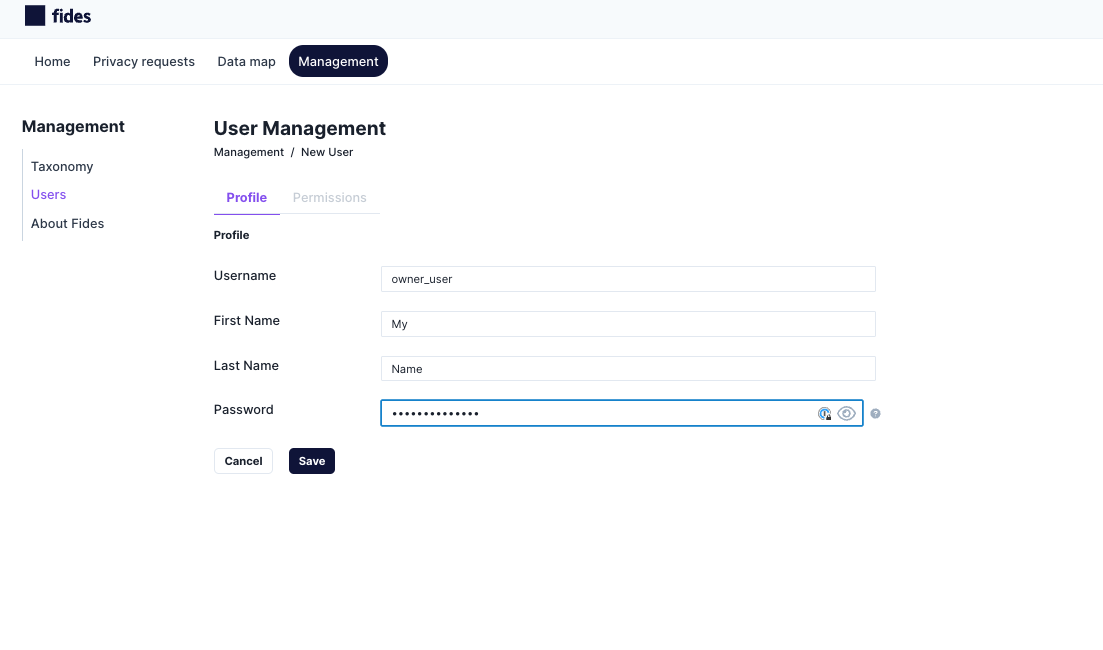 fides
Home Privacy requests Data map Management
Management
Taxonomy
Users
About Fides
User Management
Management / New User
Profile Permissions
Profile
Username owner_user
First Name My
Last Name Name
Password ••••••••••••••
Cancel Save